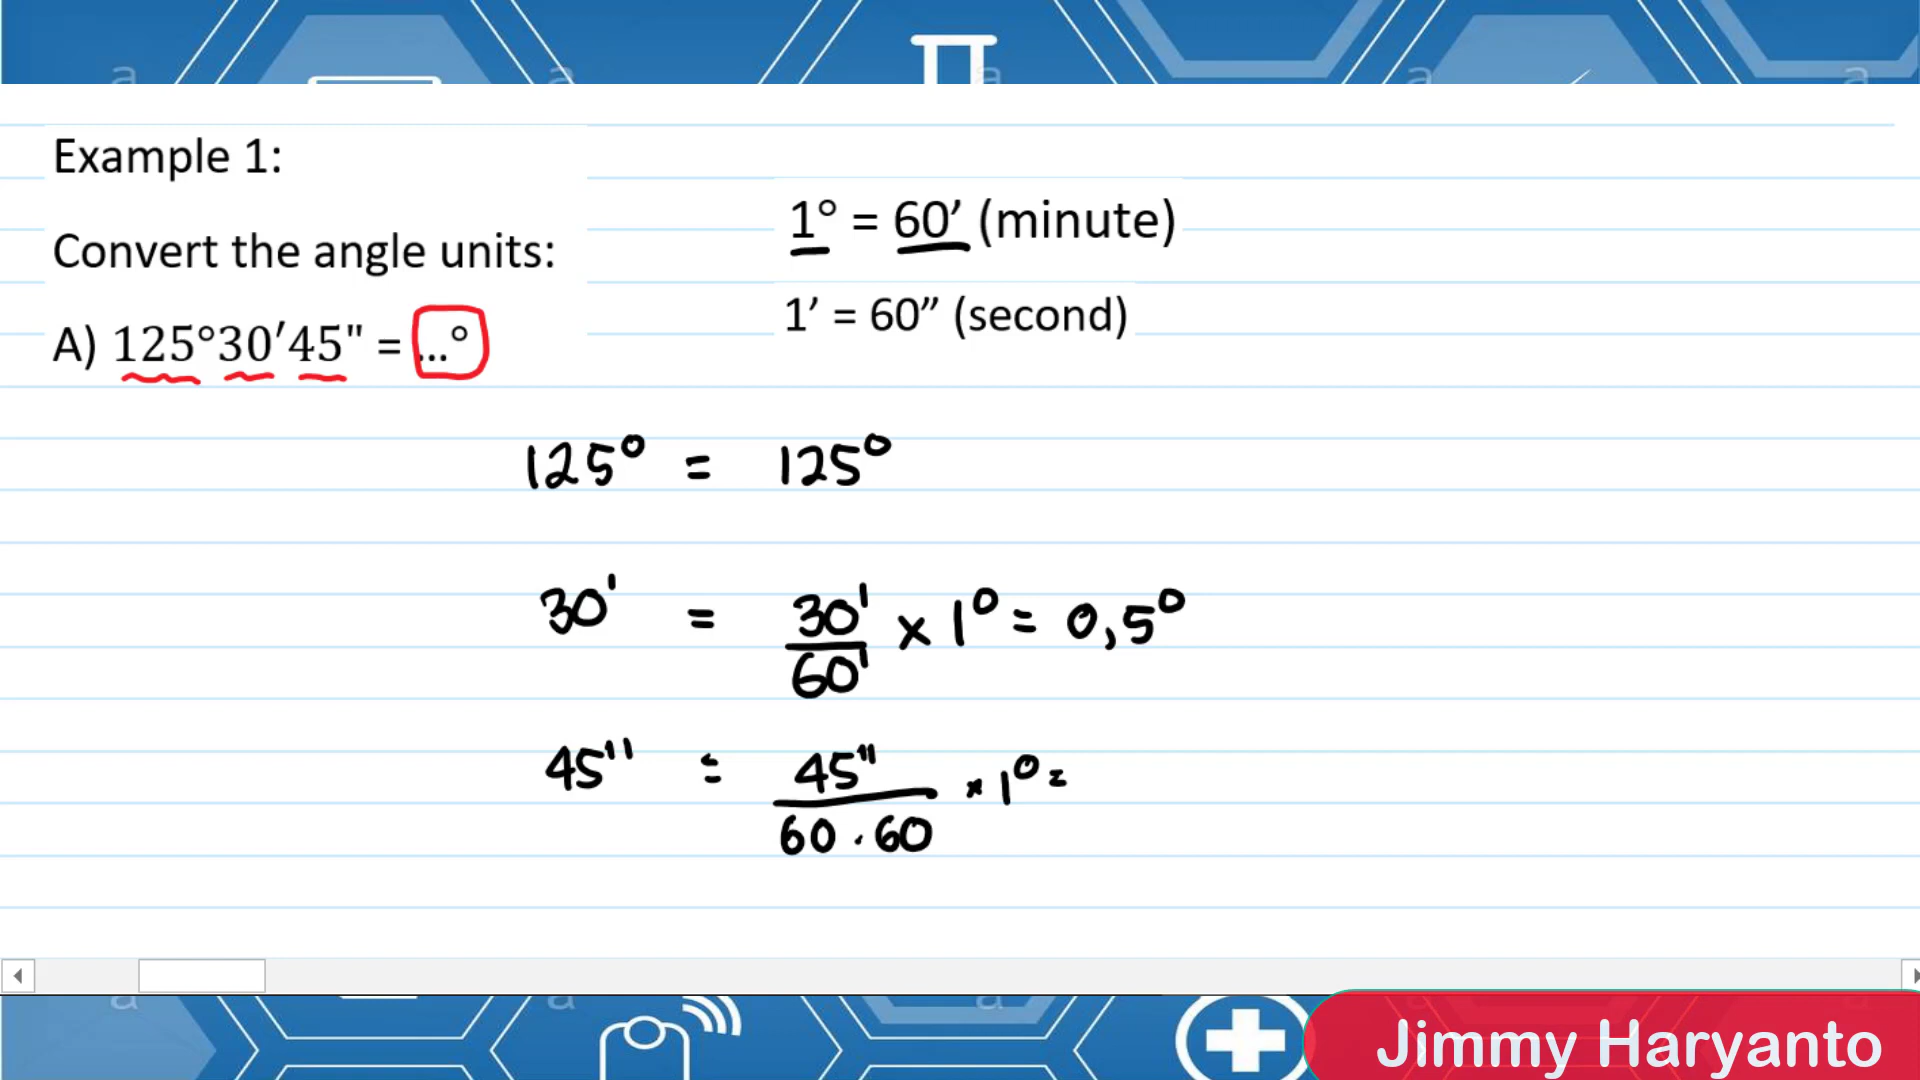 Example 1:
Convert the angle units:
A) 125°30′45" = ...°
1° = 60’ (minute)
1’ = 60” (second)
125° = 125°
30' = 30'/60' × 1° = 0,5°
45'' = 45''/60 . 60 × 1° =
Jimmy Haryanto
a a a a a
a a a